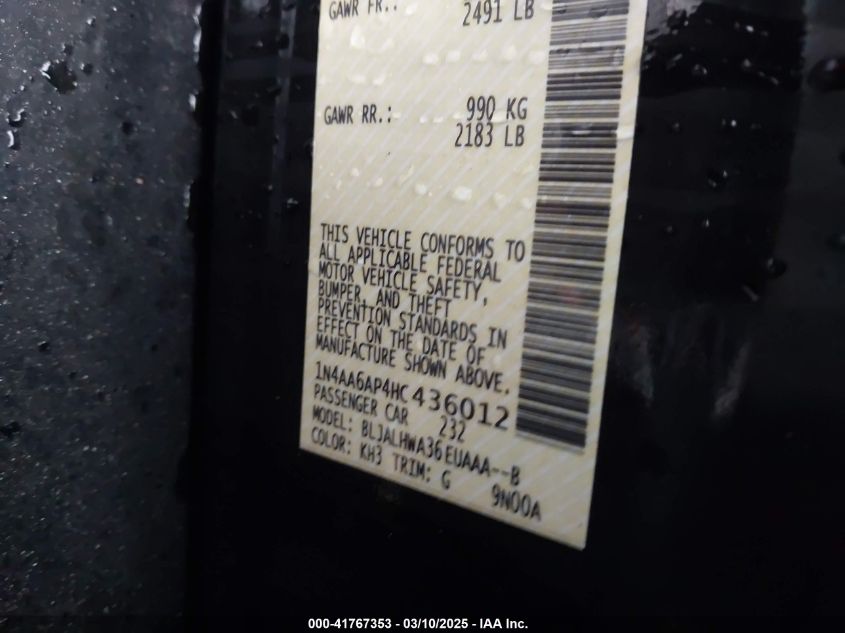 GAWR FR.:
2491 LB
GAWR RR.: 990 KG
2183 LB
THIS VEHICLE CONFORMS TO
ALL APPLICABLE FEDERAL
MOTOR VEHICLE SAFETY,
BUMPER, AND THEFT
PREVENTION STANDARDS IN
EFFECT ON THE DATE OF
MANUFACTURE SHOWN ABOVE.
1N4AA6AP4HC436012
PASSENGER CAR 232
MODEL: BLJALHWA36EUAAA--B
COLOR: KH3 TRIM: G
9N00A
000-41767353 - 03/10/2025 - IAA Inc.